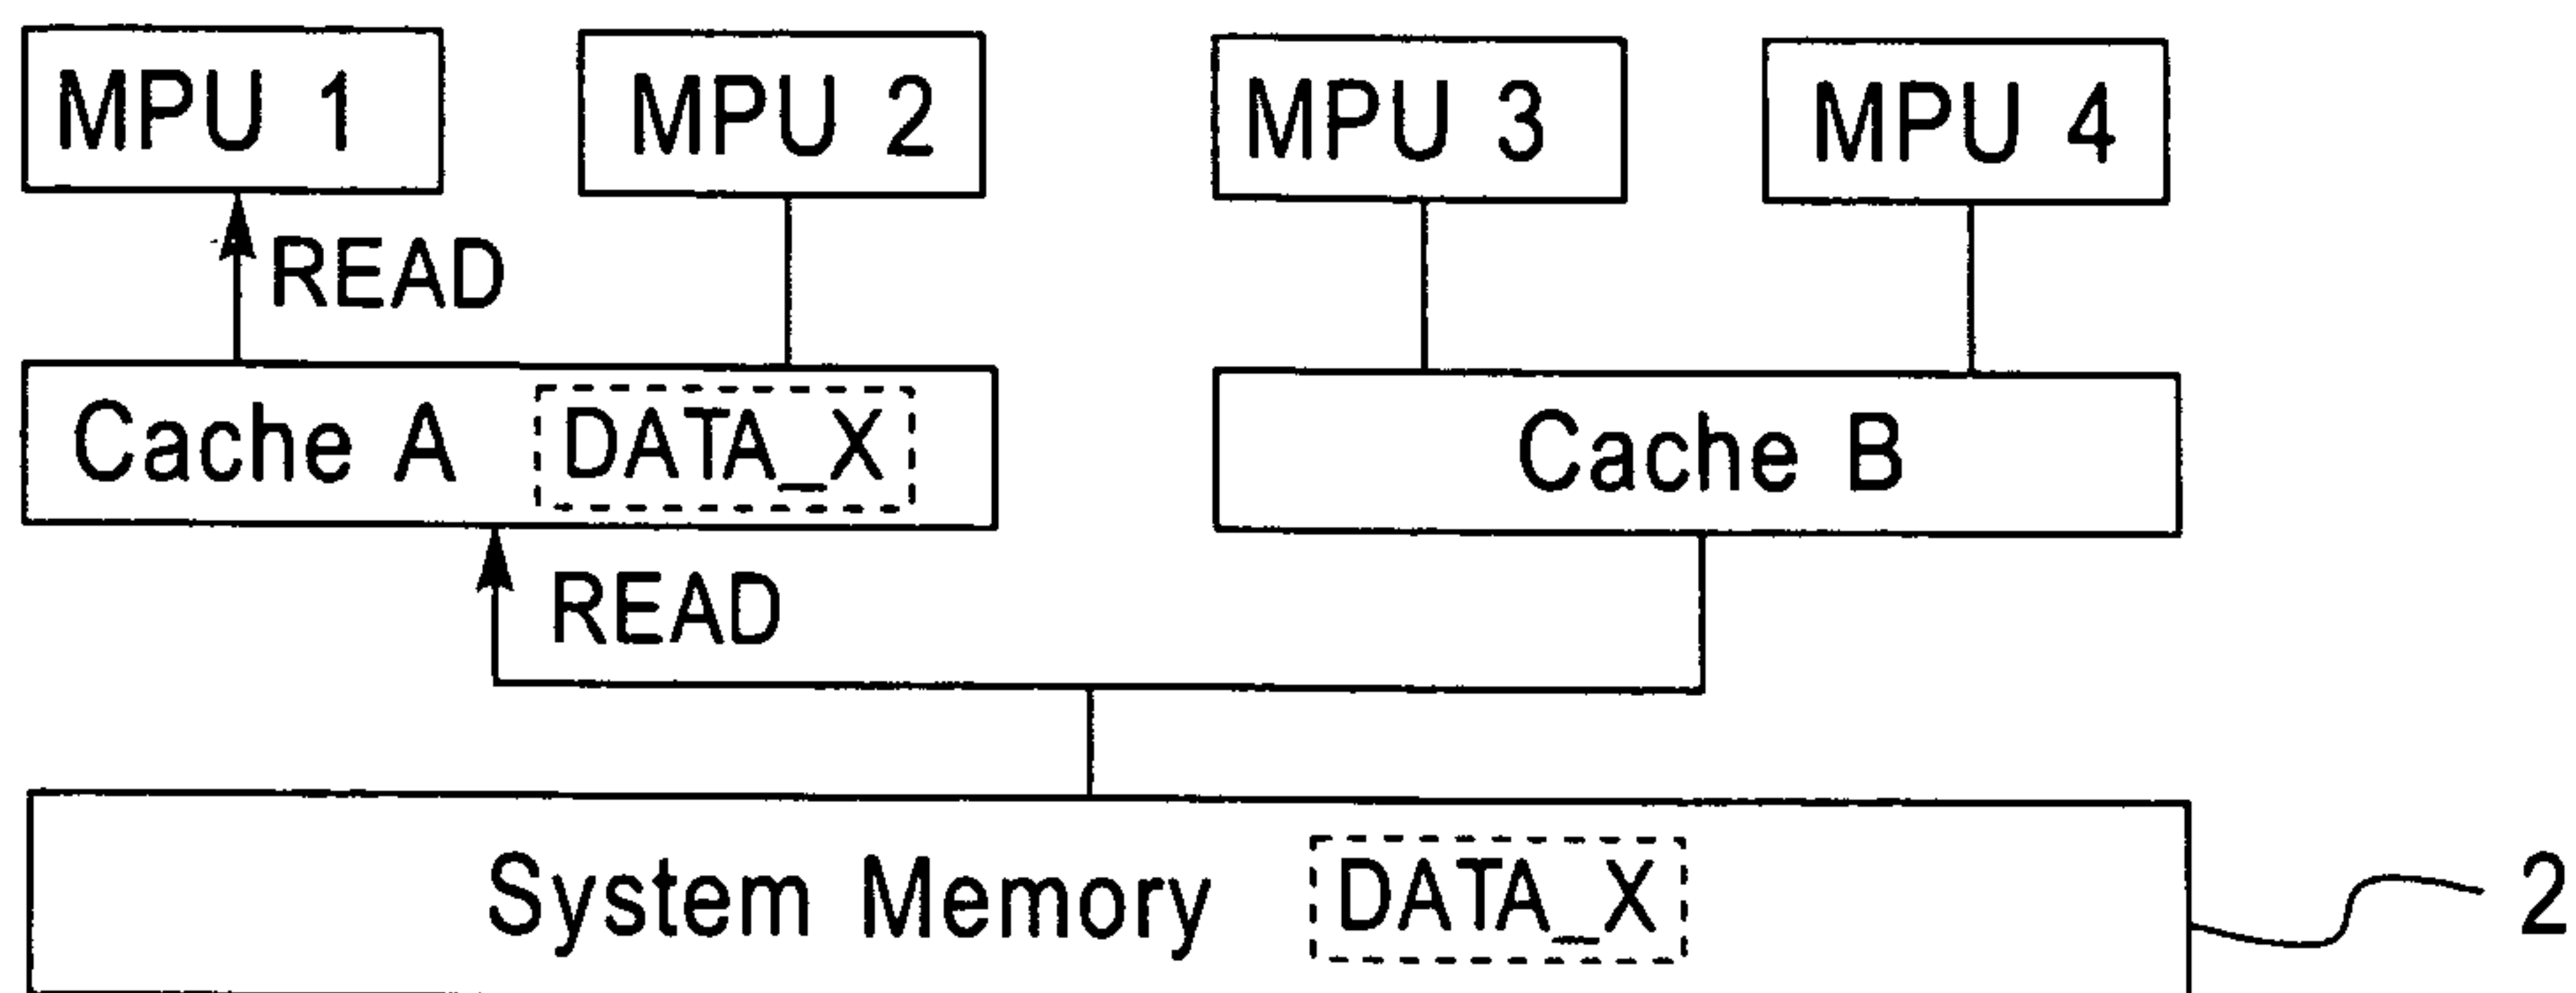 MPU 1 MPU 2 MPU 3 MPU 4
READ
Cache A DATA_X Cache B
READ
System Memory DATA_X 2